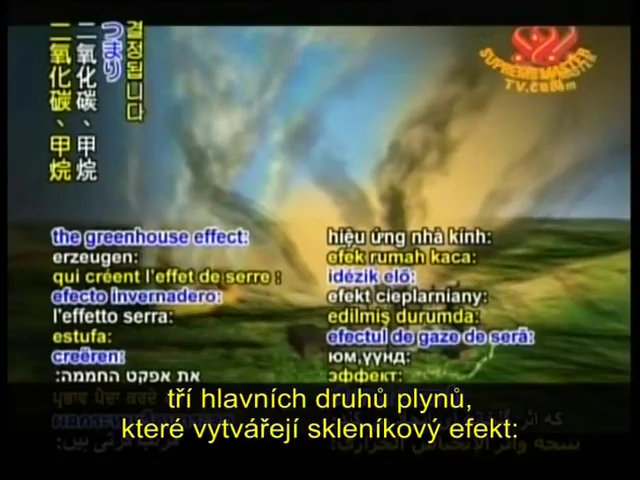 결정됩니다
つまり
二氧化碳、甲烷
二氧化碳、甲烷
SUPREME MASTER
TV.com
the greenhouse effect:
erzeugen:
qui créent l'effet de serre :
efecto invernadero:
l'effetto serra:
estufa:
creëren:
את אפקט החממה:
hiệu ứng nhà kính:
efek rumah kaca:
idézik elő:
efekt cieplarniany:
edilmiş durumda:
efectul de gaze de seră:
юм,үүнд:
эффект:
tří hlavních druhů plynů,
které vytvářejí skleníkový efekt: